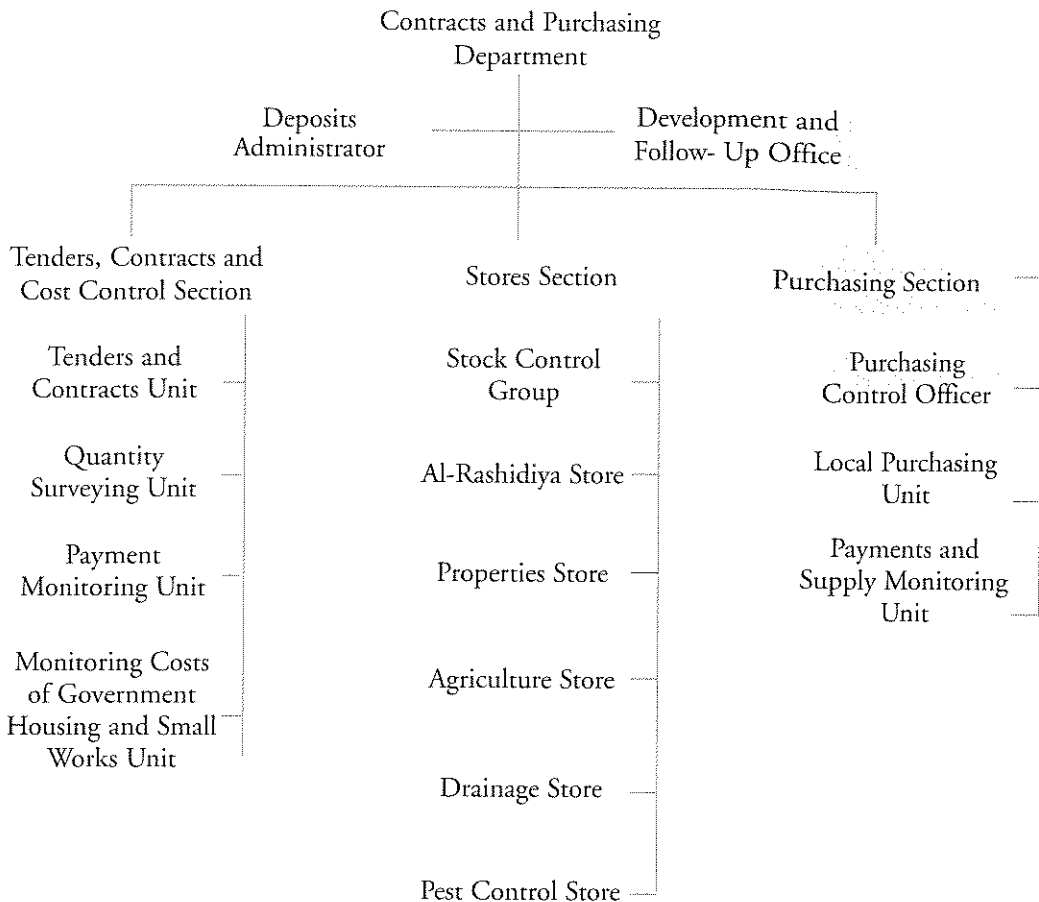 Contracts and Purchasing
Department
Deposits
Administrator
Development and
Follow- Up Office
Tenders, Contracts and
Cost Control Section
Tenders and
Contracts Unit
Quantity
Surveying Unit
Payment
Monitoring Unit
Monitoring Costs
of Government
Housing and Small
Works Unit
Stores Section
Stock Control
Group
Al-Rashidiya Store
Properties Store
Agriculture Store
Drainage Store
Pest Control Store
Purchasing Section
Purchasing
Control Officer
Local Purchasing
Unit
Payments and
Supply Monitoring
Unit